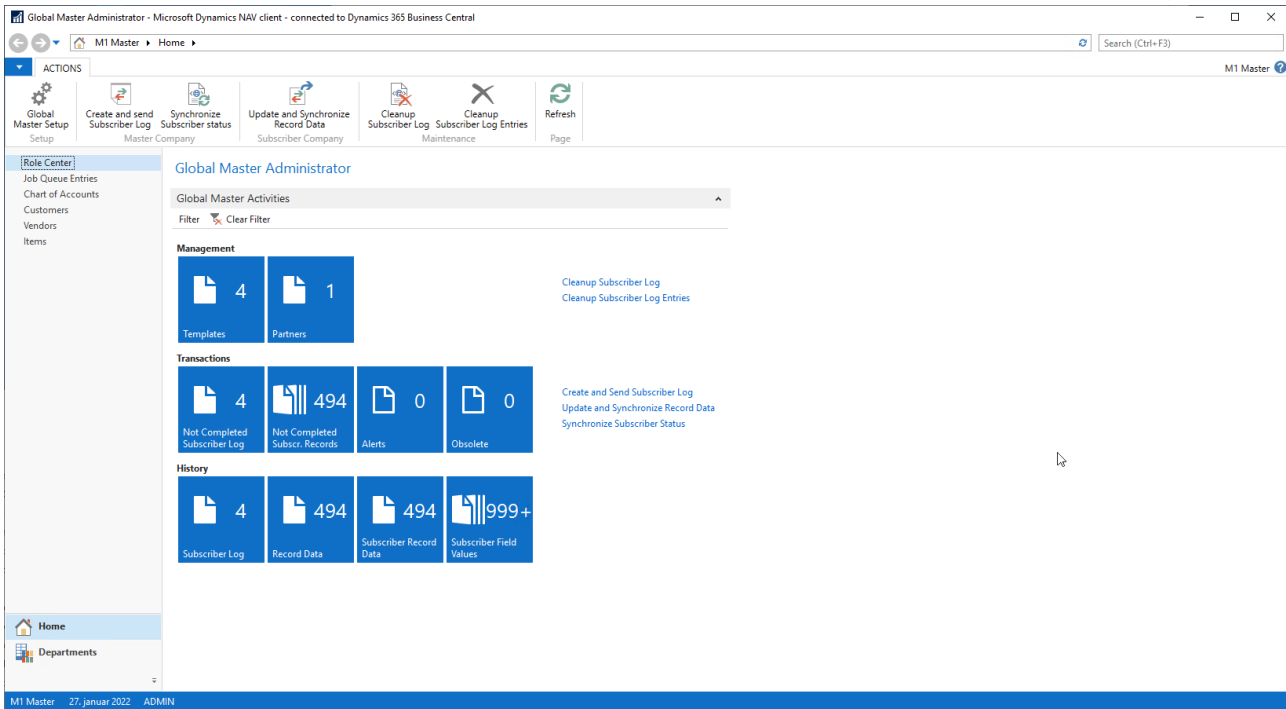 Global Master Administrator - Microsoft Dynamics NAV client - connected to Dynamics 365 Business Central
M1 Master Home
Search (Ctrl+F3)
ACTIONS
M1 Master
Global Master Setup
Create and send Subscriber Log
Synchronize Subscriber status
Update and Synchronize Record Data
Cleanup Subscriber Log
Cleanup Subscriber Log Entries
Refresh
Setup
Master Company
Subscriber Company
Maintenance
Page
Role Center
Job Queue Entries
Chart of Accounts
Customers
Vendors
Items
Global Master Administrator
Global Master Activities
Filter Clear Filter
Management
4
Templates
1
Partners
Cleanup Subscriber Log
Cleanup Subscriber Log Entries
Transactions
4
Not Completed
Subscriber Log
494
Not Completed
Subscr. Records
0
Alerts
0
Obsolete
Create and Send Subscriber Log
Update and Synchronize Record Data
Synchronize Subscriber Status
History
4
Subscriber Log
494
Record Data
494
Subscriber Record
Data
999+
Subscriber Field
Values
Home
Departments
M1 Master 27. januar 2022 ADMIN